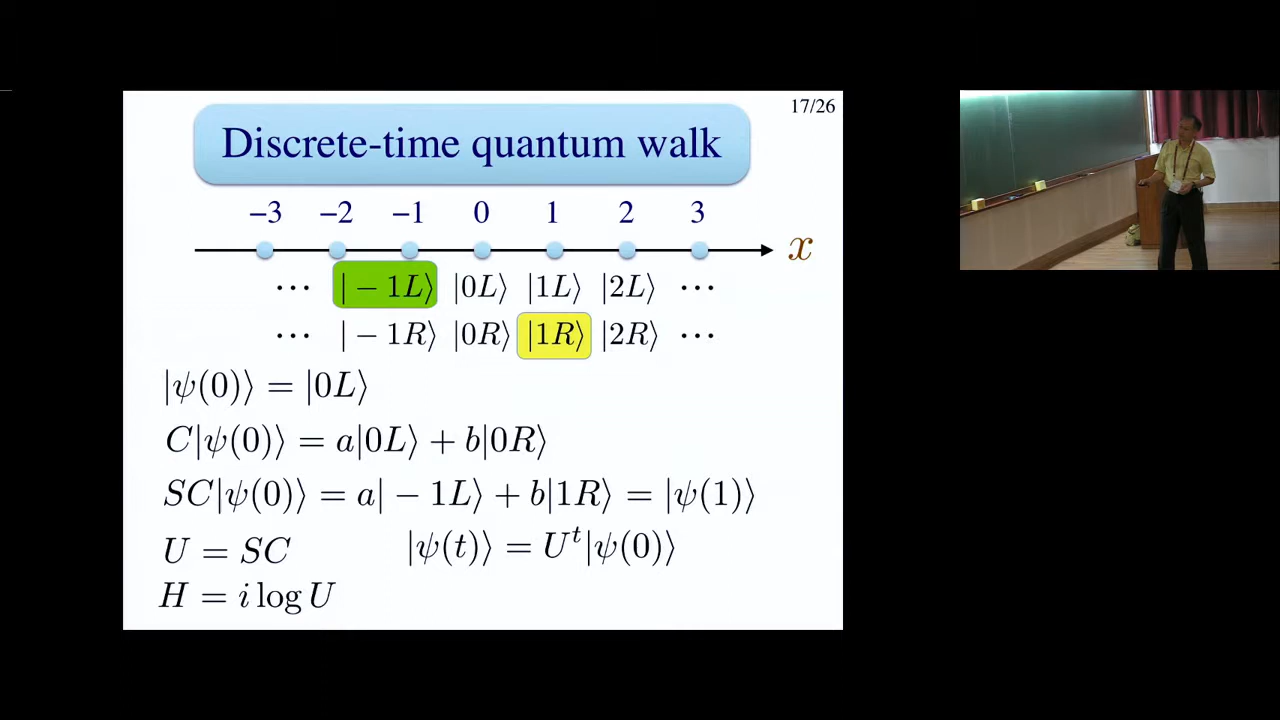 17/26
Discrete-time quantum walk
−3 −2 −1 0 1 2 3
x
⋯ |−1L⟩ |0L⟩ |1L⟩ |2L⟩ ⋯
⋯ |−1R⟩ |0R⟩ |1R⟩ |2R⟩ ⋯
|ψ(0)⟩ = |0L⟩
C|ψ(0)⟩ = a|0L⟩ + b|0R⟩
SC|ψ(0)⟩ = a|−1L⟩ + b|1R⟩ = |ψ(1)⟩
U = SC |ψ(t)⟩ = Uᵗ|ψ(0)⟩
H = i log U